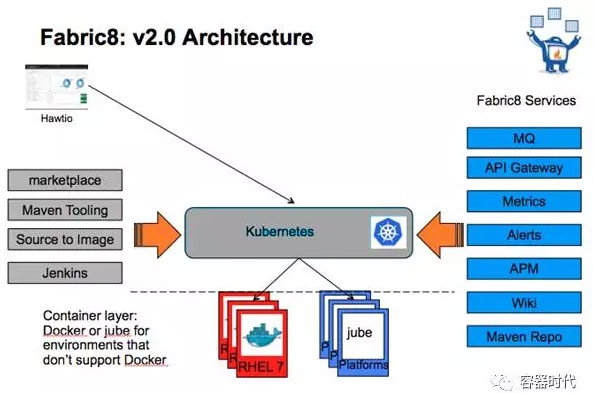 Fabric8: v2.0 Architecture
Hawtio
Fabric8 Services
marketplace
Maven Tooling
Source to Image
Jenkins
Kubernetes
MQ
API Gateway
Metrics
Alerts
APM
Wiki
Maven Repo
Container layer:
Docker or jube for
environments that
don't support Docker
R
R
RHEL 7
jube
P
P
Platforms
容器时代